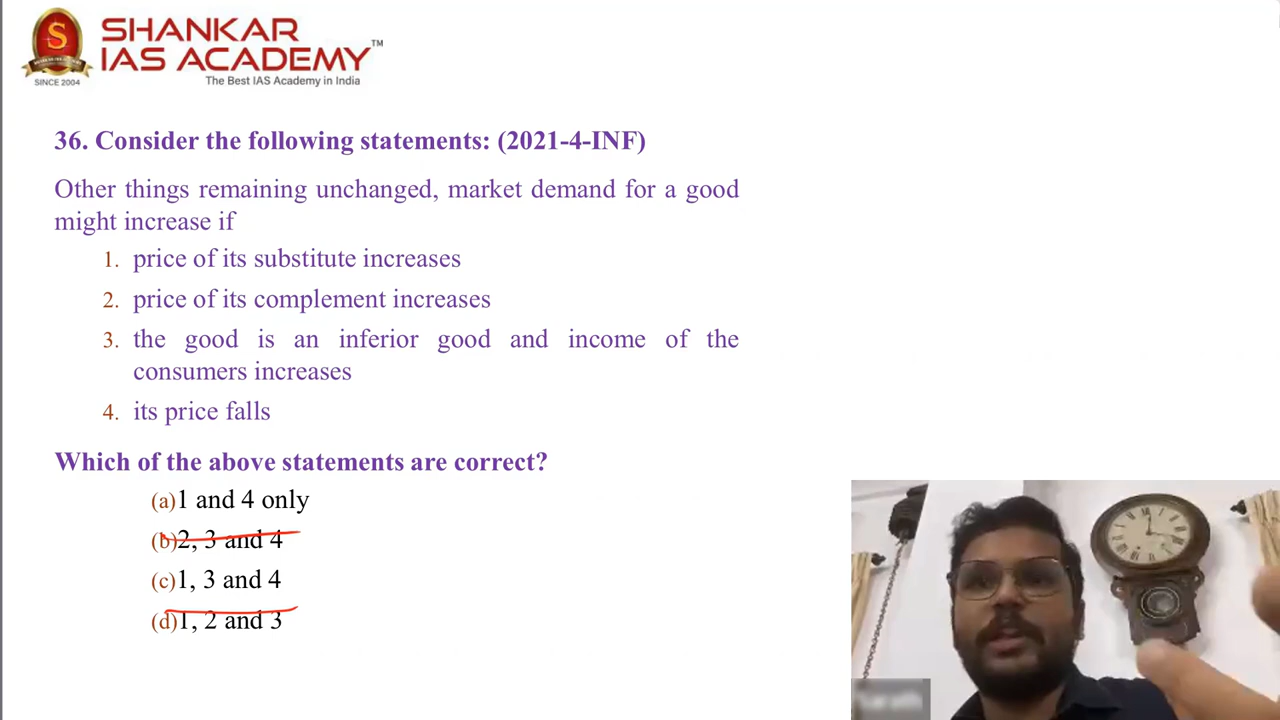 SHANKAR
IAS ACADEMY™
The Best IAS Academy in India
S
SINCE 2004
36. Consider the following statements: (2021-4-INF)
Other things remaining unchanged, market demand for a good
might increase if
1. price of its substitute increases
2. price of its complement increases
3. the good is an inferior good and income of the
consumers increases
4. its price falls
Which of the above statements are correct?
(a)1 and 4 only
(b)2, 3 and 4
(c)1, 3 and 4
(d)1, 2 and 3